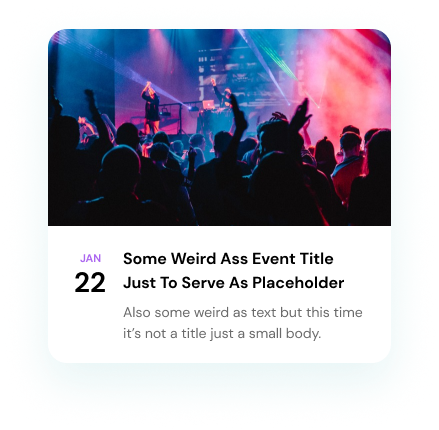 JAN
22
Some Weird Ass Event Title
Just To Serve As Placeholder
Also some weird as text but this time
it's not a title just a small body.